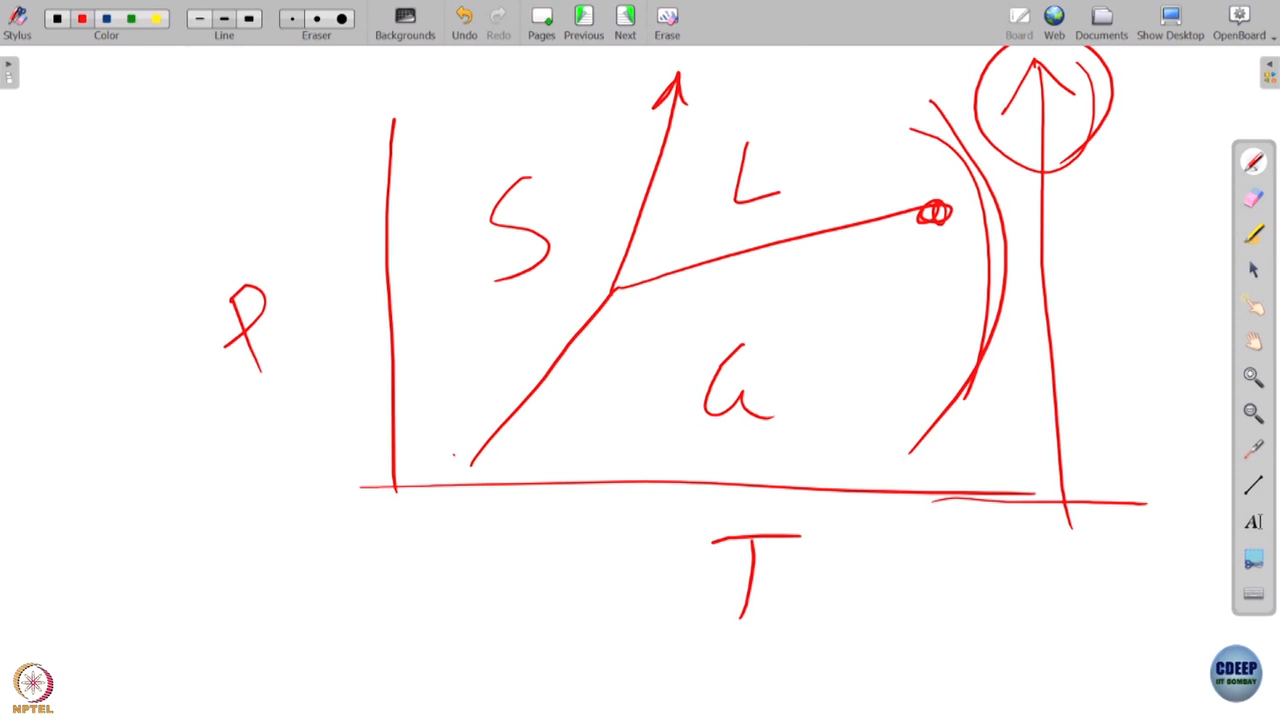 Stylus
Color
Line
Eraser
Backgrounds
Undo
Redo
Pages
Previous
Next
Erase
Board
Web
Documents
Show Desktop
OpenBoard
S
L
P
G
T
NPTEL
CDEEP
IIT BOMBAY